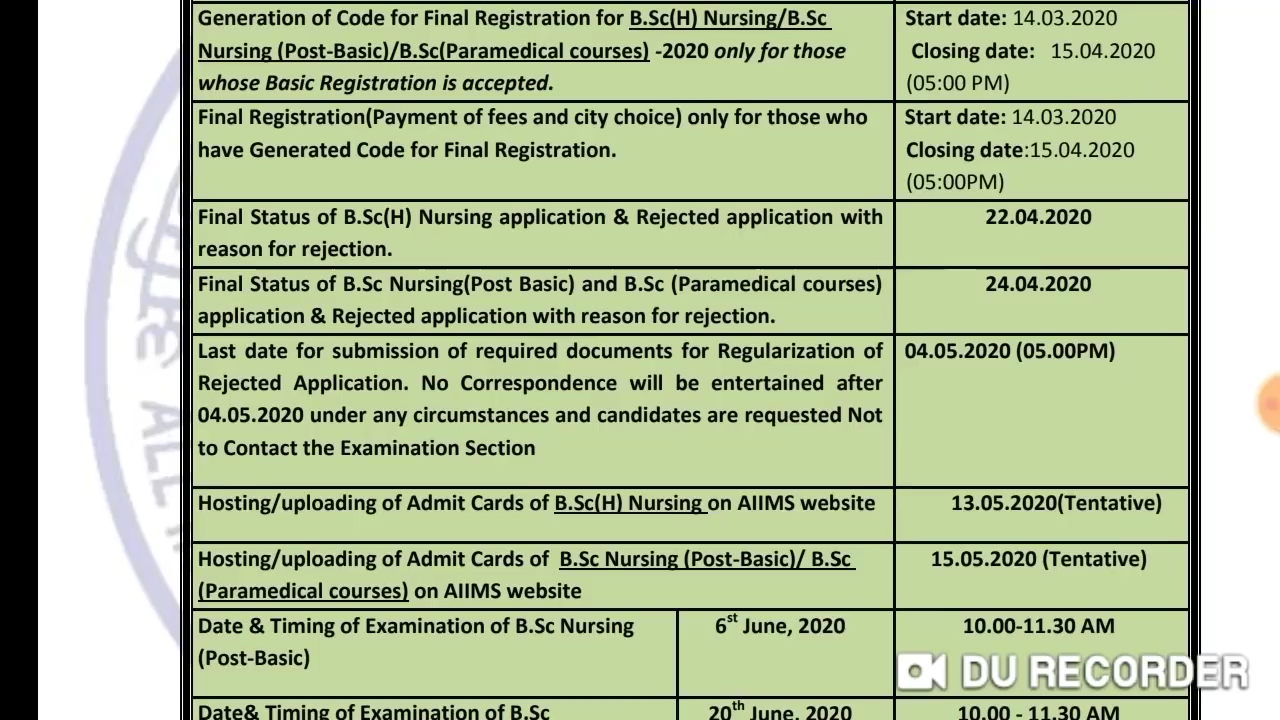 Generation of Code for Final Registration for B.Sc(H) Nursing/B.Sc
Nursing (Post-Basic)/B.Sc(Paramedical courses) -2020 only for those
whose Basic Registration is accepted.
Start date: 14.03.2020
Closing date: 15.04.2020
(05:00 PM)
Final Registration(Payment of fees and city choice) only for those who
have Generated Code for Final Registration.
Start date: 14.03.2020
Closing date:15.04.2020
(05:00PM)
Final Status of B.Sc(H) Nursing application & Rejected application with
reason for rejection.
22.04.2020
Final Status of B.Sc Nursing(Post Basic) and B.Sc (Paramedical courses)
application & Rejected application with reason for rejection.
24.04.2020
Last date for submission of required documents for Regularization of
Rejected Application. No Correspondence will be entertained after
04.05.2020 under any circumstances and candidates are requested Not
to Contact the Examination Section
04.05.2020 (05.00PM)
Hosting/uploading of Admit Cards of B.Sc(H) Nursing on AIIMS website
13.05.2020(Tentative)
Hosting/uploading of Admit Cards of B.Sc Nursing (Post-Basic)/ B.Sc
(Paramedical courses) on AIIMS website
15.05.2020 (Tentative)
Date & Timing of Examination of B.Sc Nursing
(Post-Basic)
6st June, 2020
10.00-11.30 AM
Date& Timing of Examination of B.Sc
20th June, 2020
10.00 - 11.30 AM
DU RECORDER
ALL